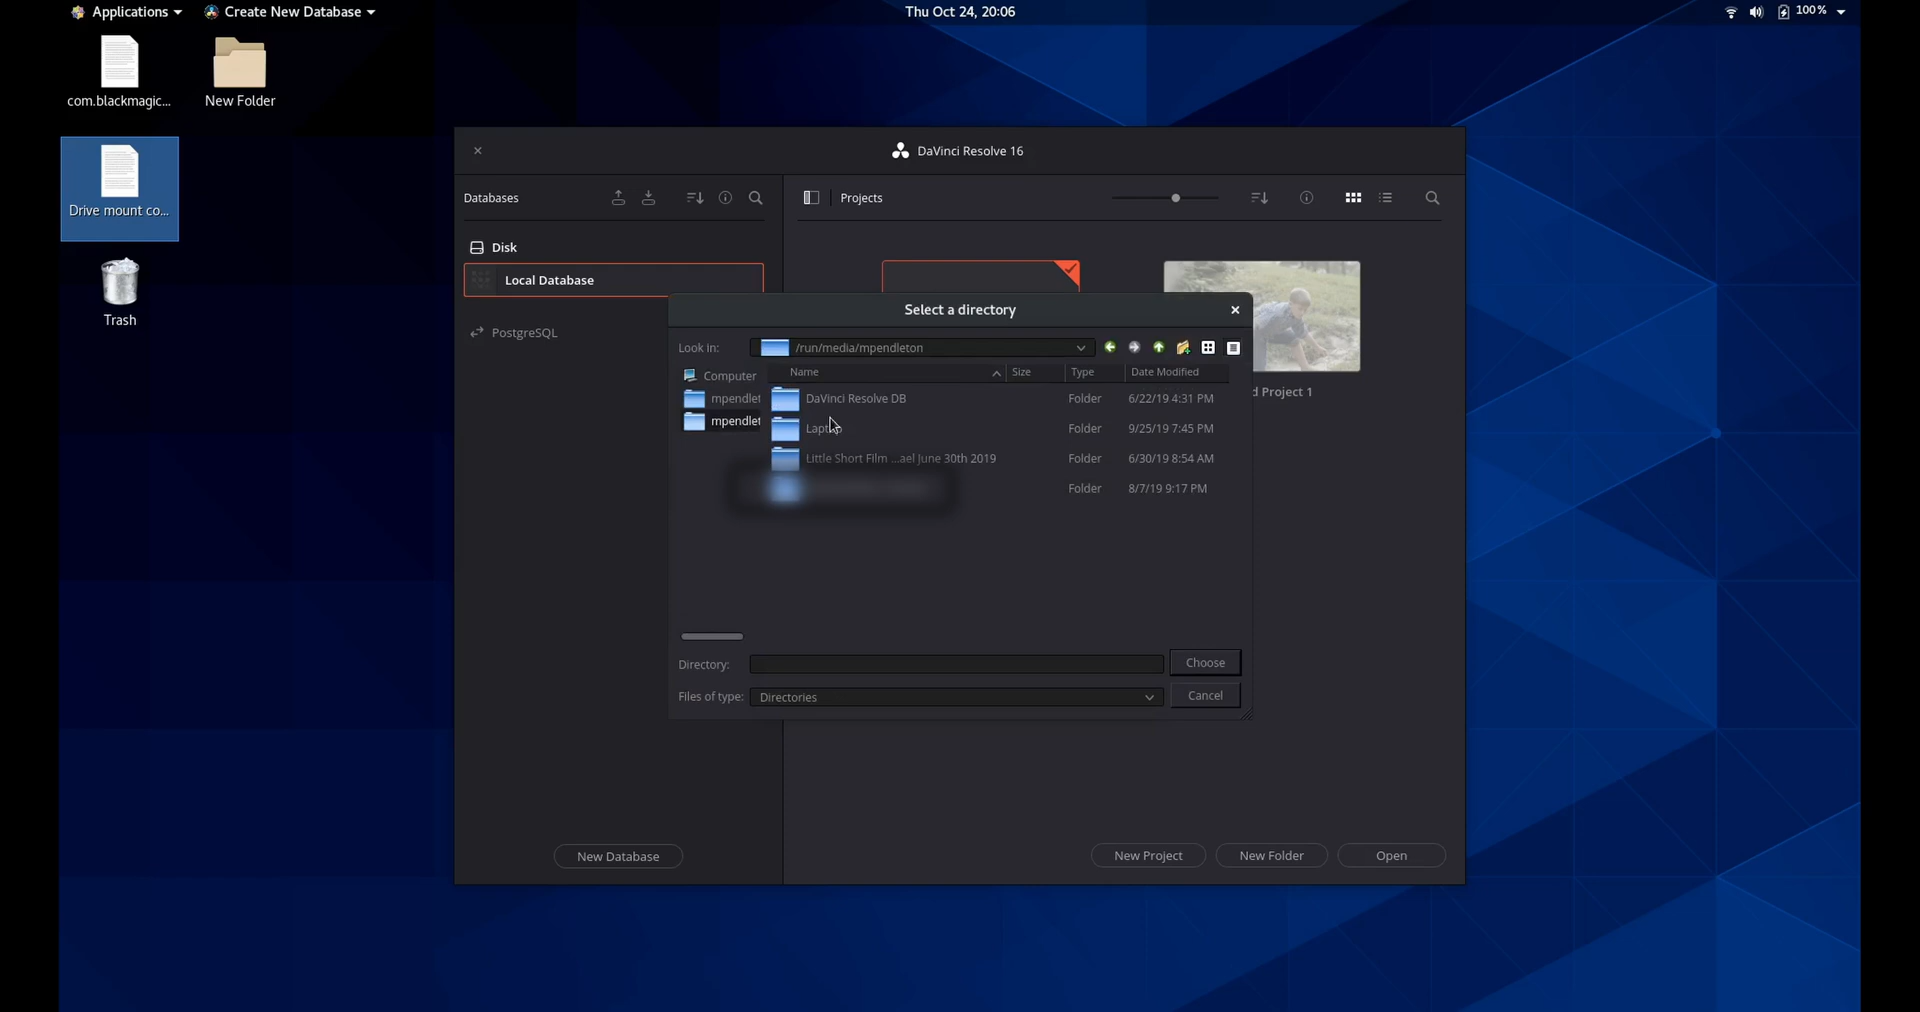 Applications
Create New Database
Thu Oct 24, 20:06
100%
com.blackmagic...
New Folder
Drive mount co...
Trash
DaVinci Resolve 16
Databases
Projects
Disk
Local Database
PostgreSQL
d Project 1
Select a directory
Look in:
/run/media/mpendleton
Computer
mpendlet
mpendlet
Name
Size
Type
Date Modified
DaVinci Resolve DB
Folder
6/22/19 4:31 PM
Folder
9/25/19 7:45 PM
Little Short Film ...ael June 30th 2019
Folder
6/30/19 8:54 AM
Folder
8/7/19 9:17 PM
Directory:
Choose
Files of type:
Directories
Cancel
New Database
New Project
New Folder
Open